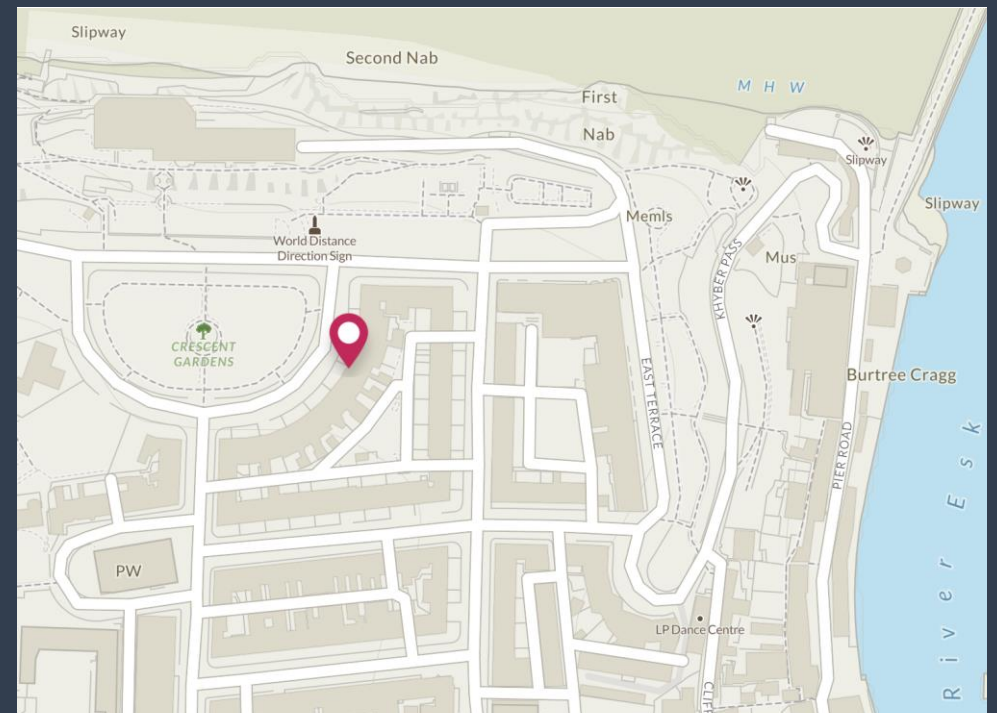 Slipway
Second Nab
First
Nab
M H W
Slipway
Slipway
Memls
World Distance
Direction Sign
Mus
KHYBER PASS
CRESCENT
GARDENS
EAST TERRACE
Burtree Cragg
PIER ROAD
River Esk
PW
LP Dance Centre
CLIFF